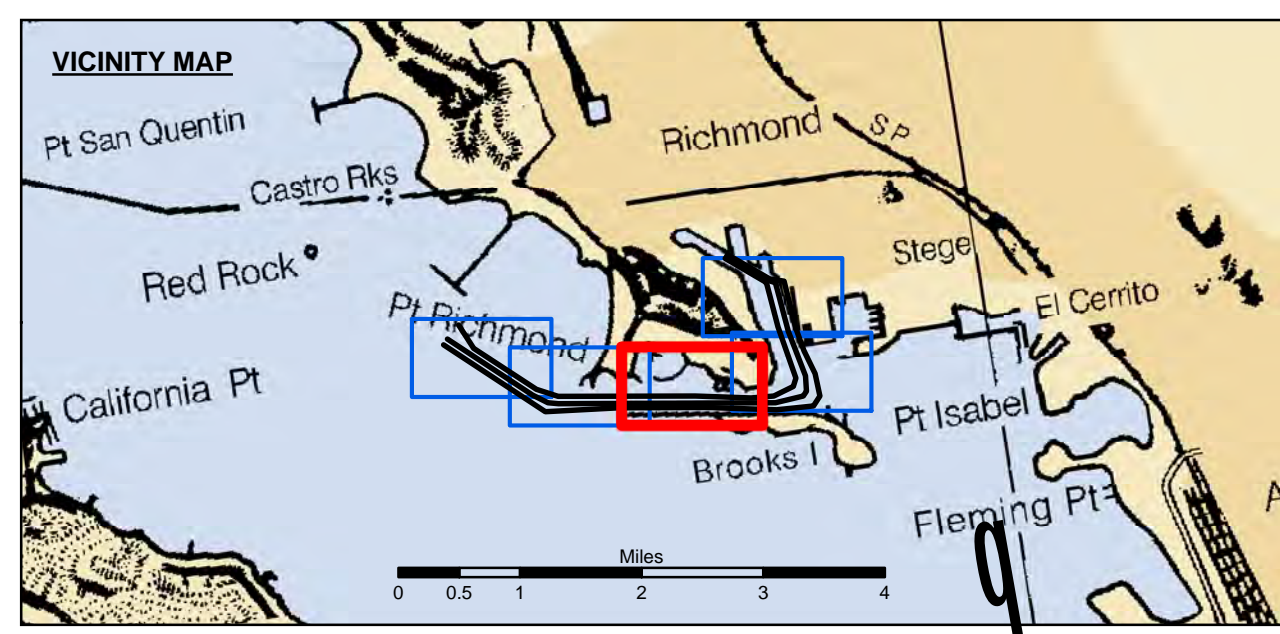 VICINITY MAP
Pt San Quentin
Richmond
S P
Castro Rks
Stege
Red Rock
El Cerrito
Pt Richmond
California Pt
Pt Isabel
Brooks I
Fleming Pt
A
Miles
0 0.5 1 2 3 4